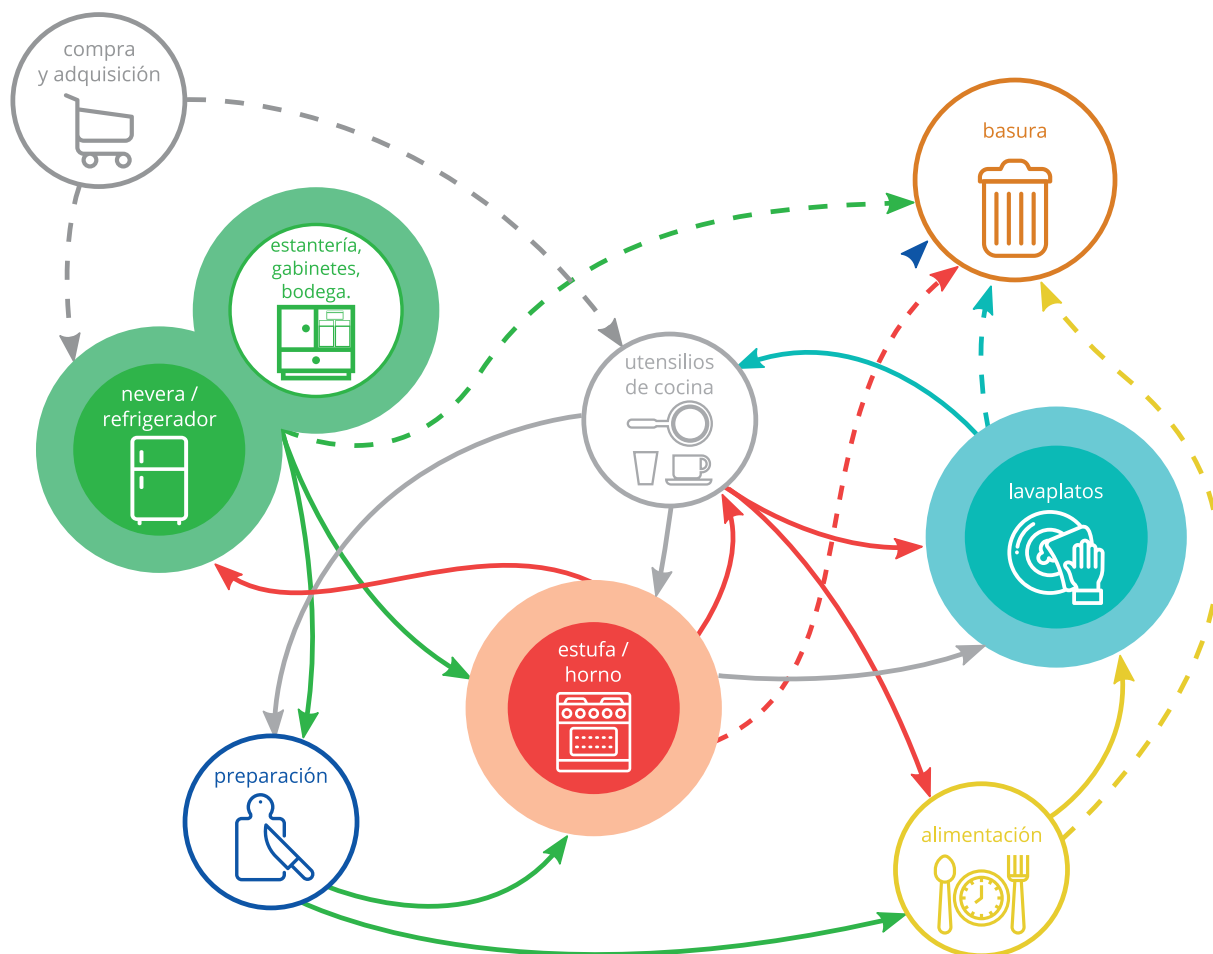 compra
y adquisición
basura
estantería,
gabinetes,
bodega.
utensilios
de cocina
nevera /
refrigerador
lavaplatos
estufa /
horno
preparación
alimentación